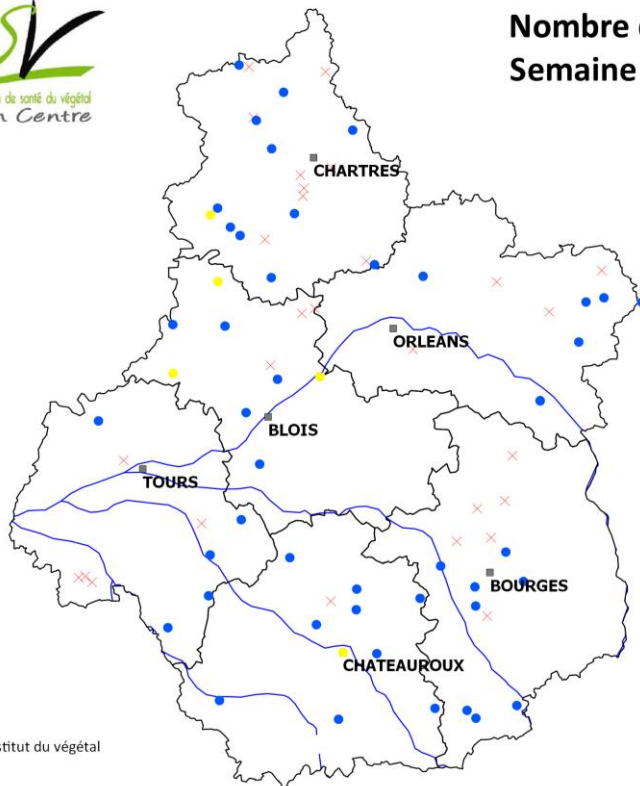 Nombre
Semaine
de santé du végétal
Centre
CHARTRES
ORLEANS
BLOIS
TOURS
BOURGES
CHATEAUROUX
stitut du végétal